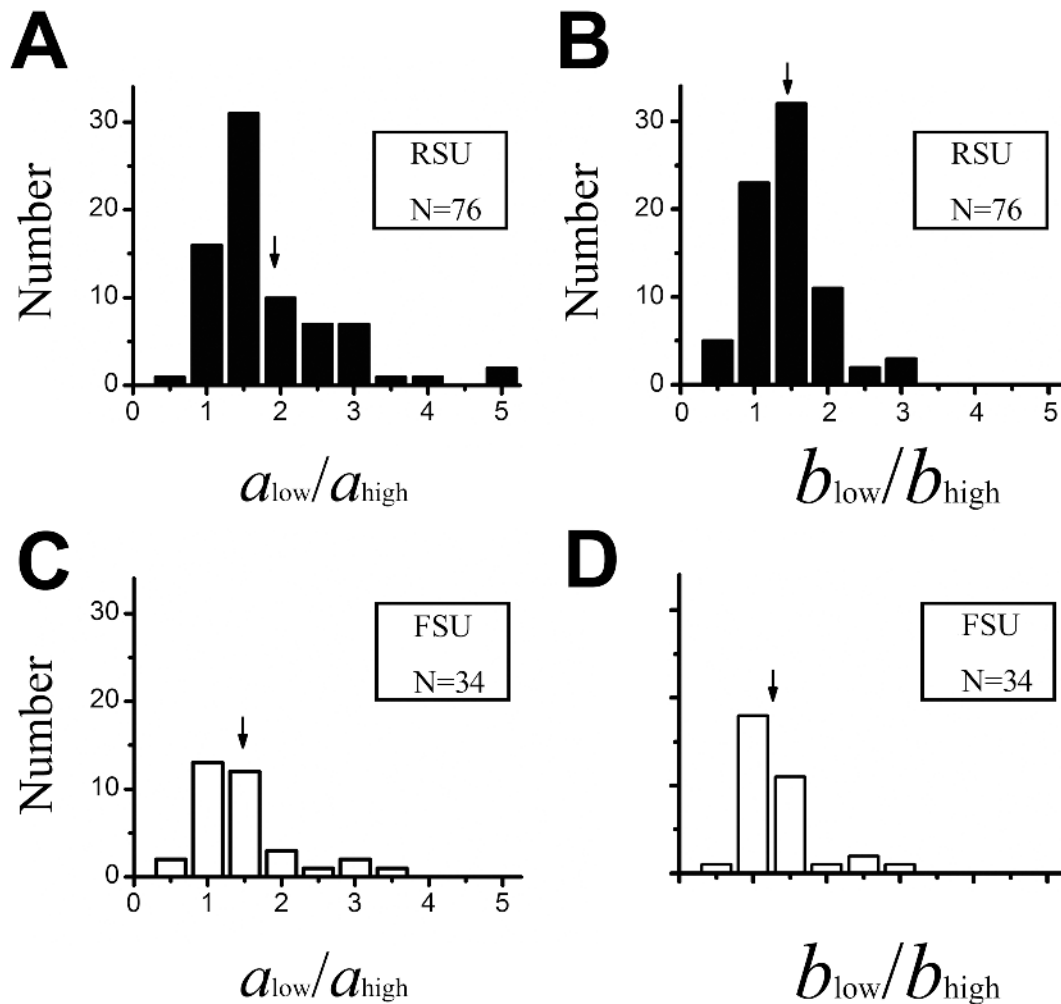 A
Number
30
20
10
0
RSU
N=76
0 1 2 3 4 5
alow/ahigh
B
Number
30
20
10
0
RSU
N=76
0 1 2 3 4 5
blow/bhigh
C
Number
30
20
10
0
FSU
N=34
0 1 2 3 4 5
alow/ahigh
D
FSU
N=34
blow/bhigh